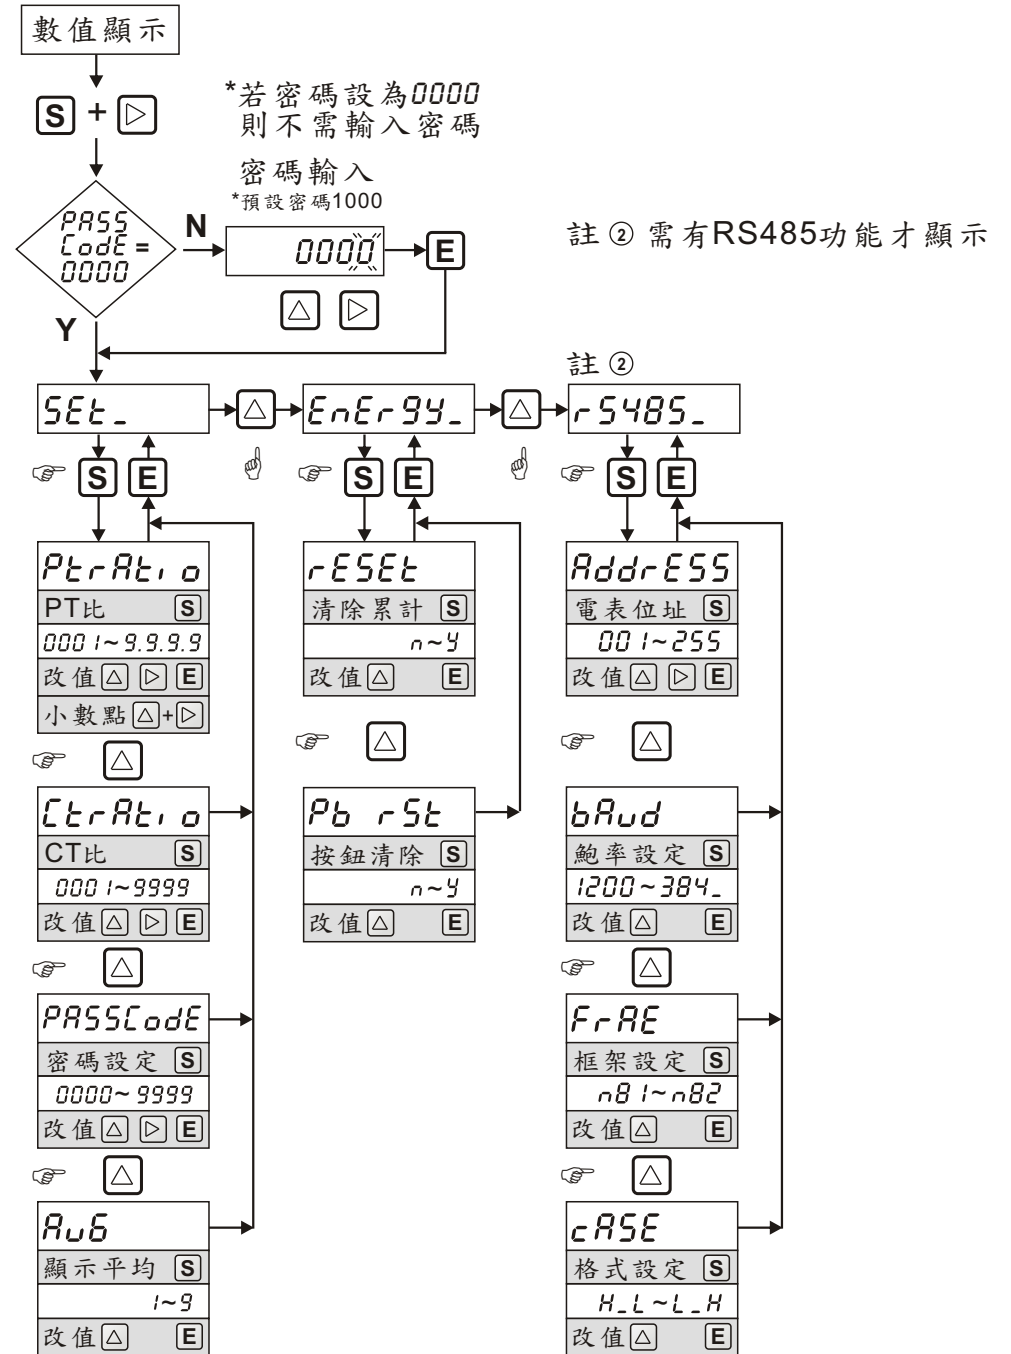 數值顯示
S + ▷
*若密碼設為0000
則不需輸入密碼
密碼輸入
*預設密碼1000
PASS
CodE =
0000
N
0000
E
△ ▷
Y
註 ② 需有RS485功能才顯示
註 ②
SEt_
△
EnErgY_
△
rS485_
S E
S E
S E
PtrAtio
PT比 S
0001~9.9.9.9
改值 △ ▷ E
小數點 △+▷
△
CtrAtio
CT比 S
0001~9999
改值 △ ▷ E
△
PASSCodE
密碼設定 S
0000~9999
改值 △ ▷ E
△
AvG
顯示平均 S
1~9
改值 △ E
rESEt
清除累計 S
n~Y
改值 △ E
△
Pb rSt
按鈕清除 S
n~Y
改值 △ E
AddrESS
電表位址 S
001~255
改值 △ ▷ E
△
bAud
鮑率設定 S
1200~384_
改值 △ E
△
FrAE
框架設定 S
n81~n82
改值 △ E
△
cASE
格式設定 S
H_L~L_H
改值 △ E